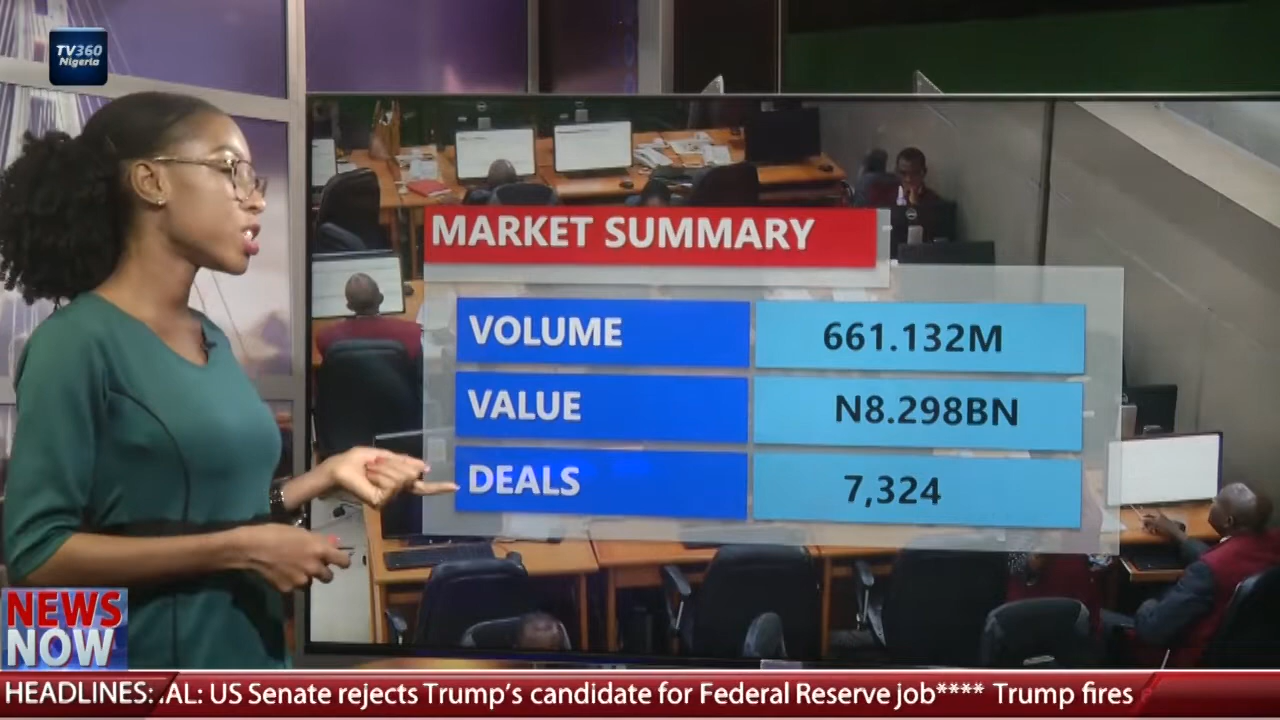 TV360
Nigeria
MARKET SUMMARY
VOLUME 661.132M
VALUE N8.298BN
DEALS 7,324
NEWS
NOW
HEADLINES: .AL: US Senate rejects Trump’s candidate for Federal Reserve job**** Trump fires